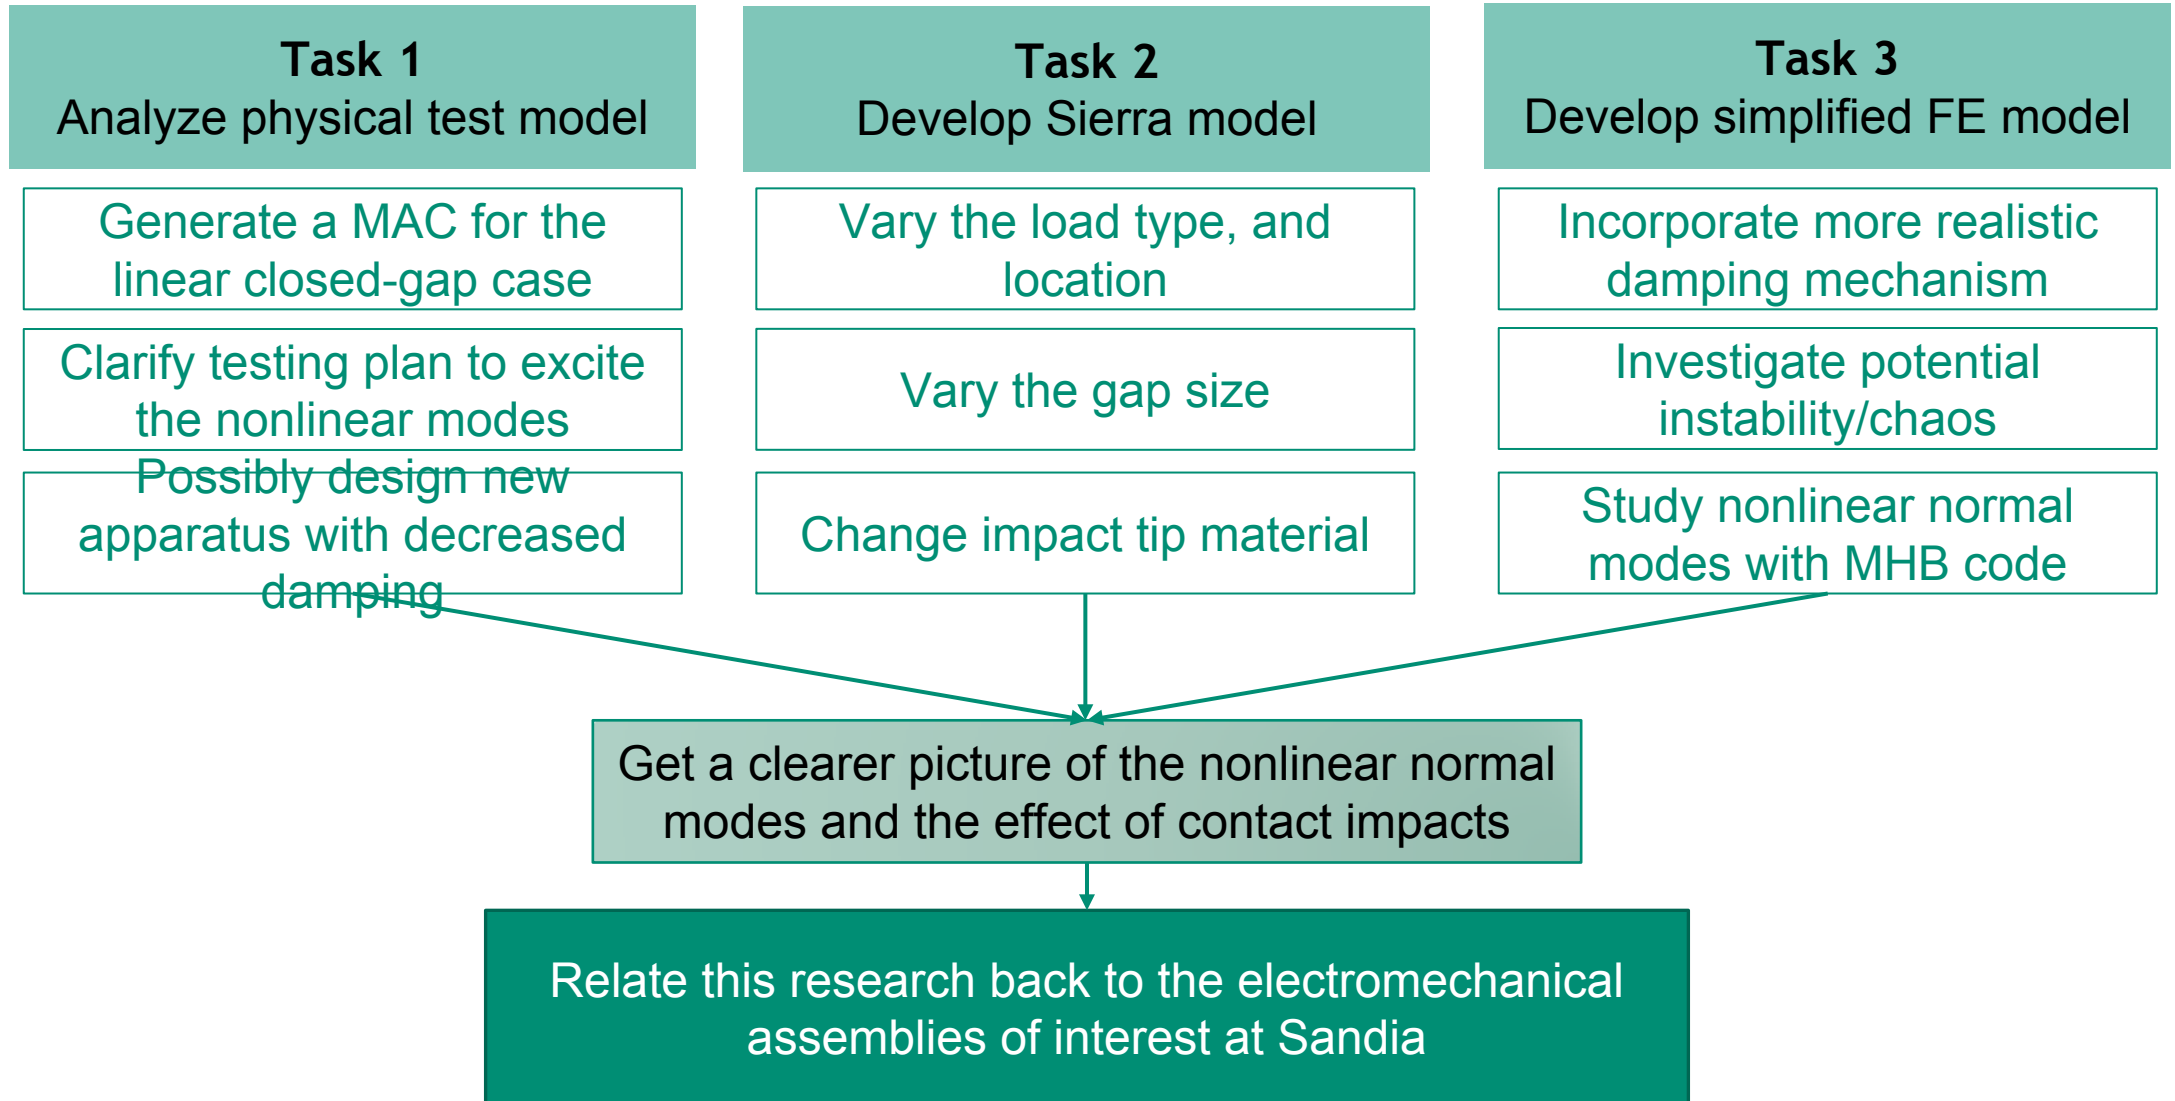 Task 1
Analyze physical test model
Generate a MAC for the
linear closed-gap case
Clarify testing plan to excite
the nonlinear modes
Possibly design new
apparatus with decreased
damping
Task 2
Develop Sierra model
Vary the load type, and
location
Vary the gap size
Change impact tip material
Task 3
Develop simplified FE model
Incorporate more realistic
damping mechanism
Investigate potential
instability/chaos
Study nonlinear normal
modes with MHB code
Get a clearer picture of the nonlinear normal
modes and the effect of contact impacts
Relate this research back to the electromechanical
assemblies of interest at Sandia